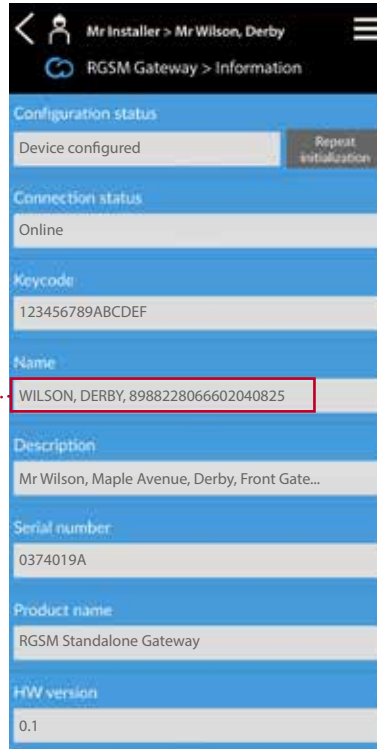 Mr Installer > Mr Wilson, Derby
RGSM Gateway > Information
Configuration status
Device configured
Repeat
initialization
Connection status
Online
Keycode
123456789ABCDEF
Name
WILSON, DERBY, 8988228066602040825
Description
Mr Wilson, Maple Avenue, Derby, Front Gate...
Serial number
0374019A
Product name
RGSM Standalone Gateway
HW version
0.1